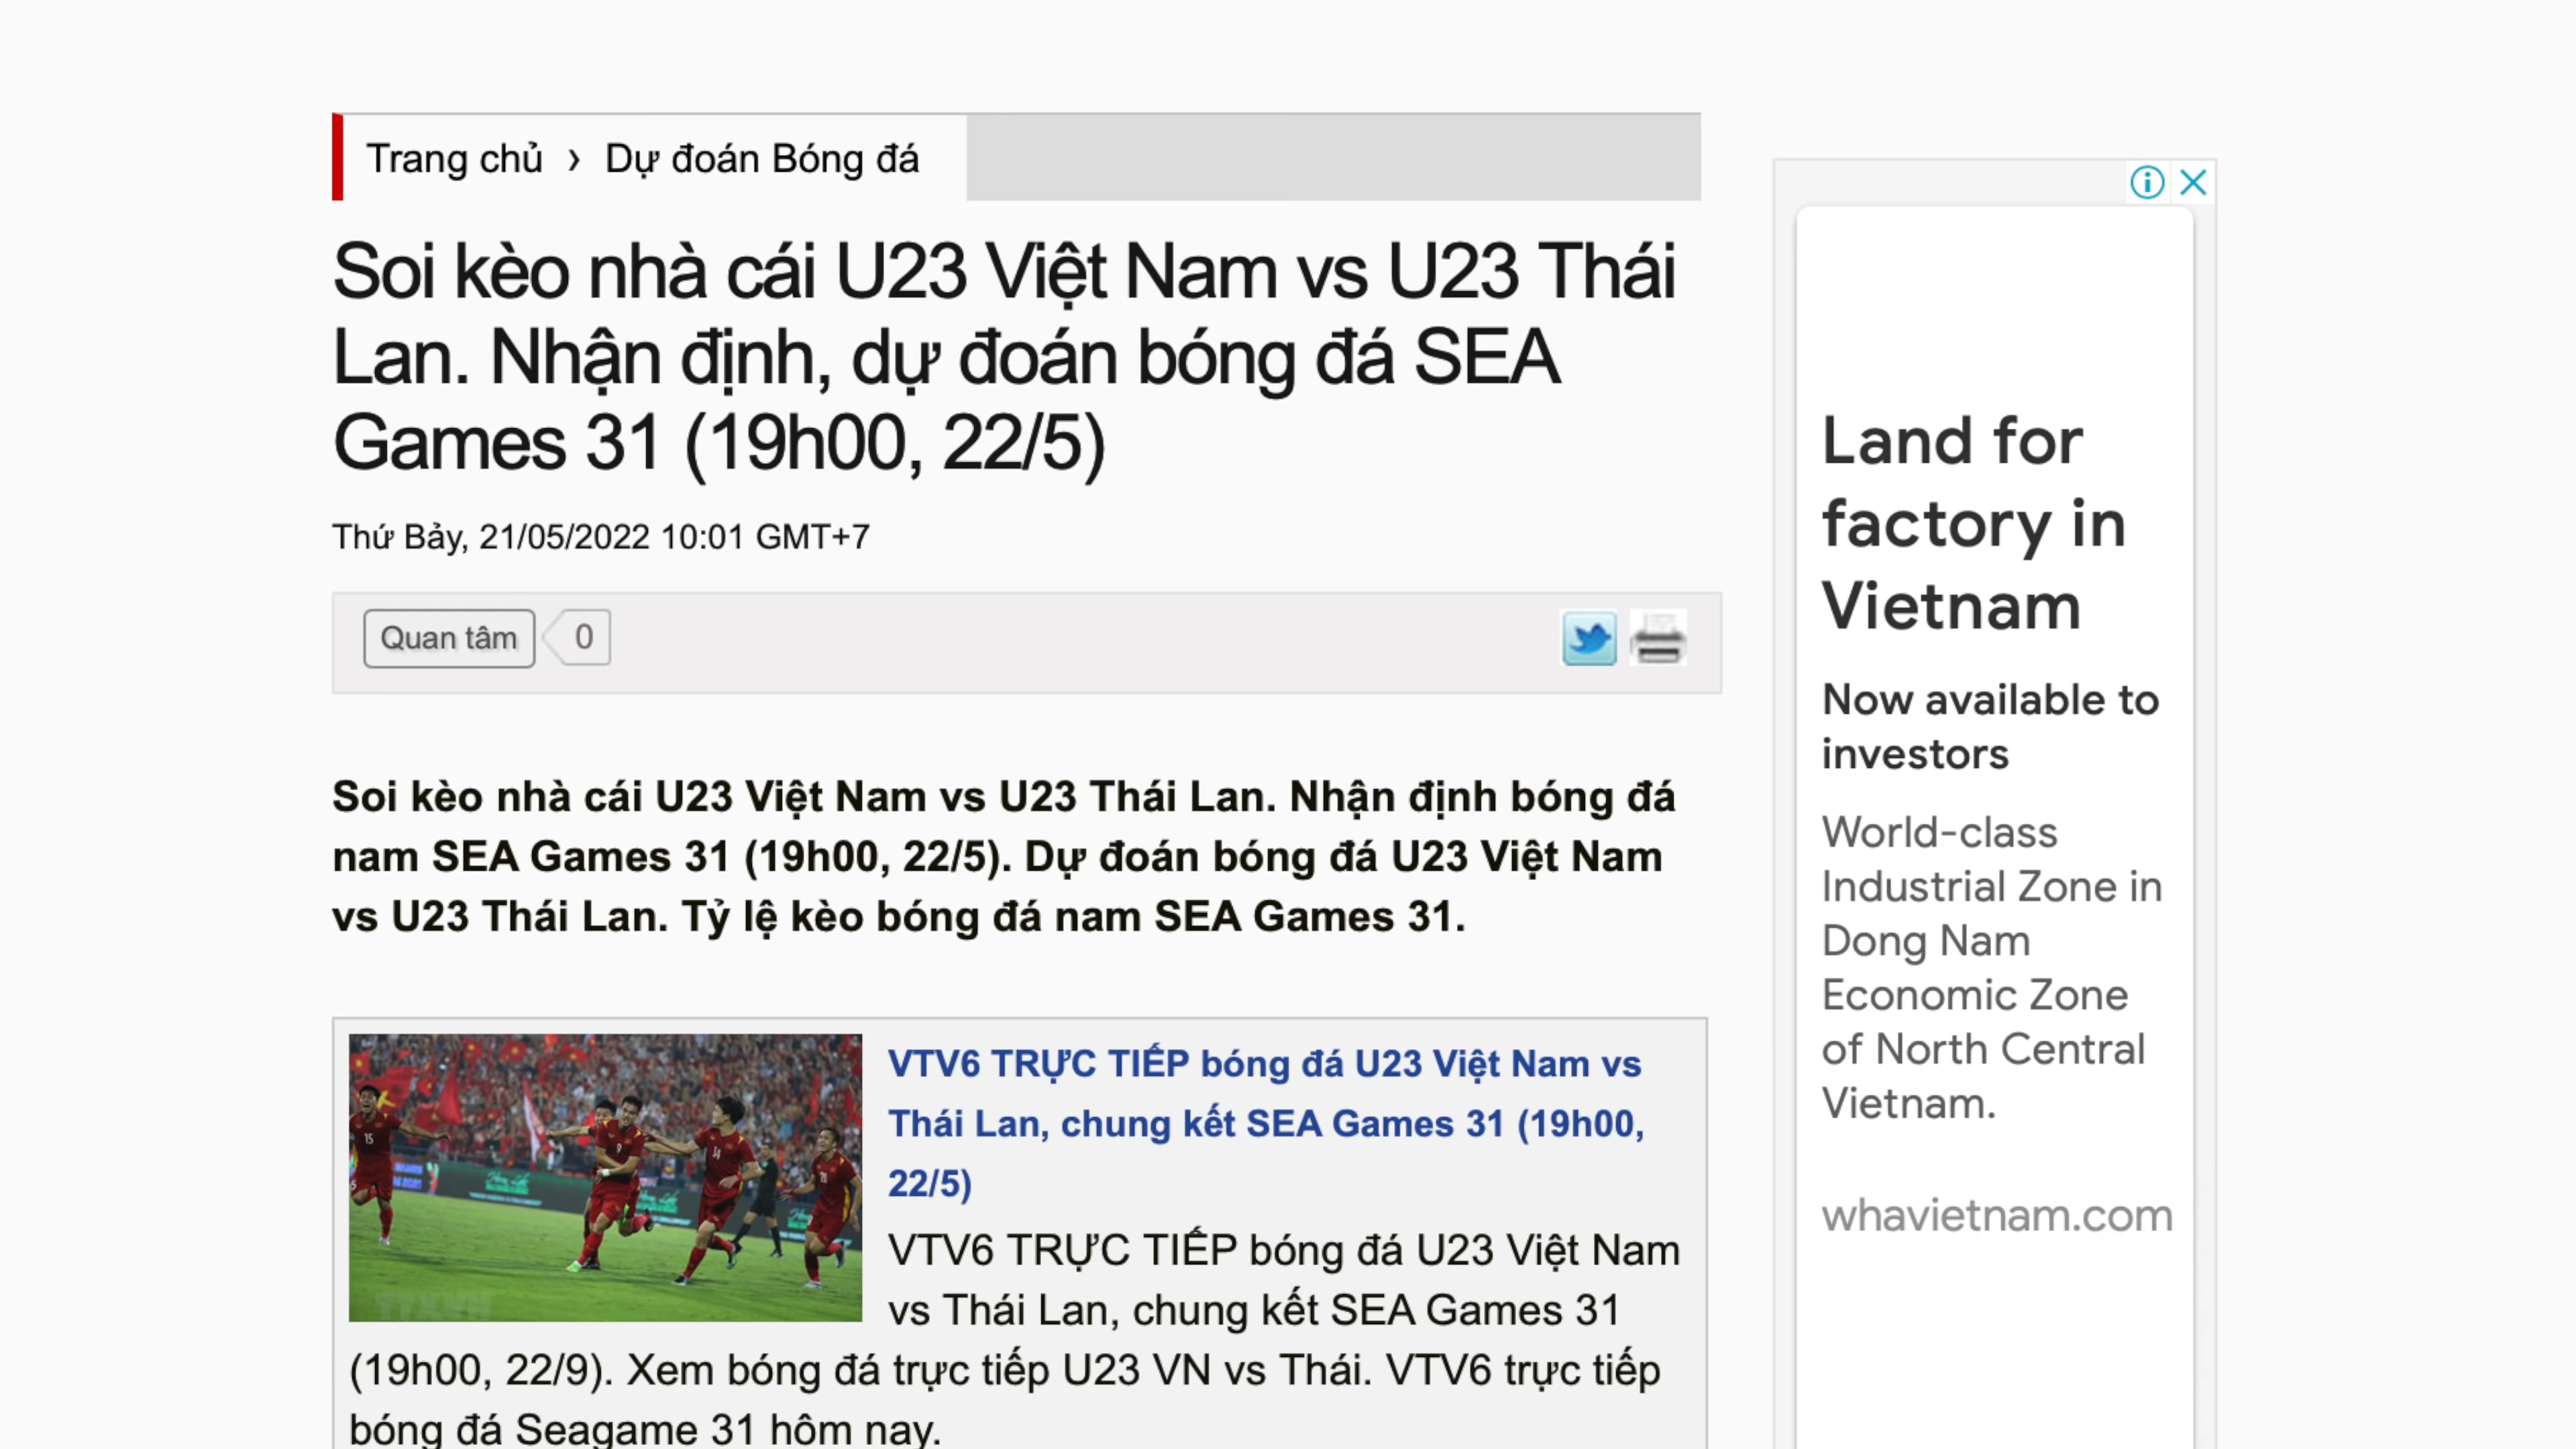 Trang chủ › Dự đoán Bóng đá
Soi kèo nhà cái U23 Việt Nam vs U23 Thái
Lan. Nhận định, dự đoán bóng đá SEA
Games 31 (19h00, 22/5)
Thứ Bảy, 21/05/2022 10:01 GMT+7
Quan tâm 0
Soi kèo nhà cái U23 Việt Nam vs U23 Thái Lan. Nhận định bóng đá
nam SEA Games 31 (19h00, 22/5). Dự đoán bóng đá U23 Việt Nam
vs U23 Thái Lan. Tỷ lệ kèo bóng đá nam SEA Games 31.
VTV6 TRỰC TIẾP bóng đá U23 Việt Nam vs
Thái Lan, chung kết SEA Games 31 (19h00,
22/5)
VTV6 TRỰC TIẾP bóng đá U23 Việt Nam
vs Thái Lan, chung kết SEA Games 31
(19h00, 22/9). Xem bóng đá trực tiếp U23 VN vs Thái. VTV6 trực tiếp
bóng đá Seagame 31 hôm nay.
15
9
14
20
TTXVN
Land for
factory in
Vietnam
Now available to
investors
World-class
Industrial Zone in
Dong Nam
Economic Zone
of North Central
Vietnam.
whavietnam.com